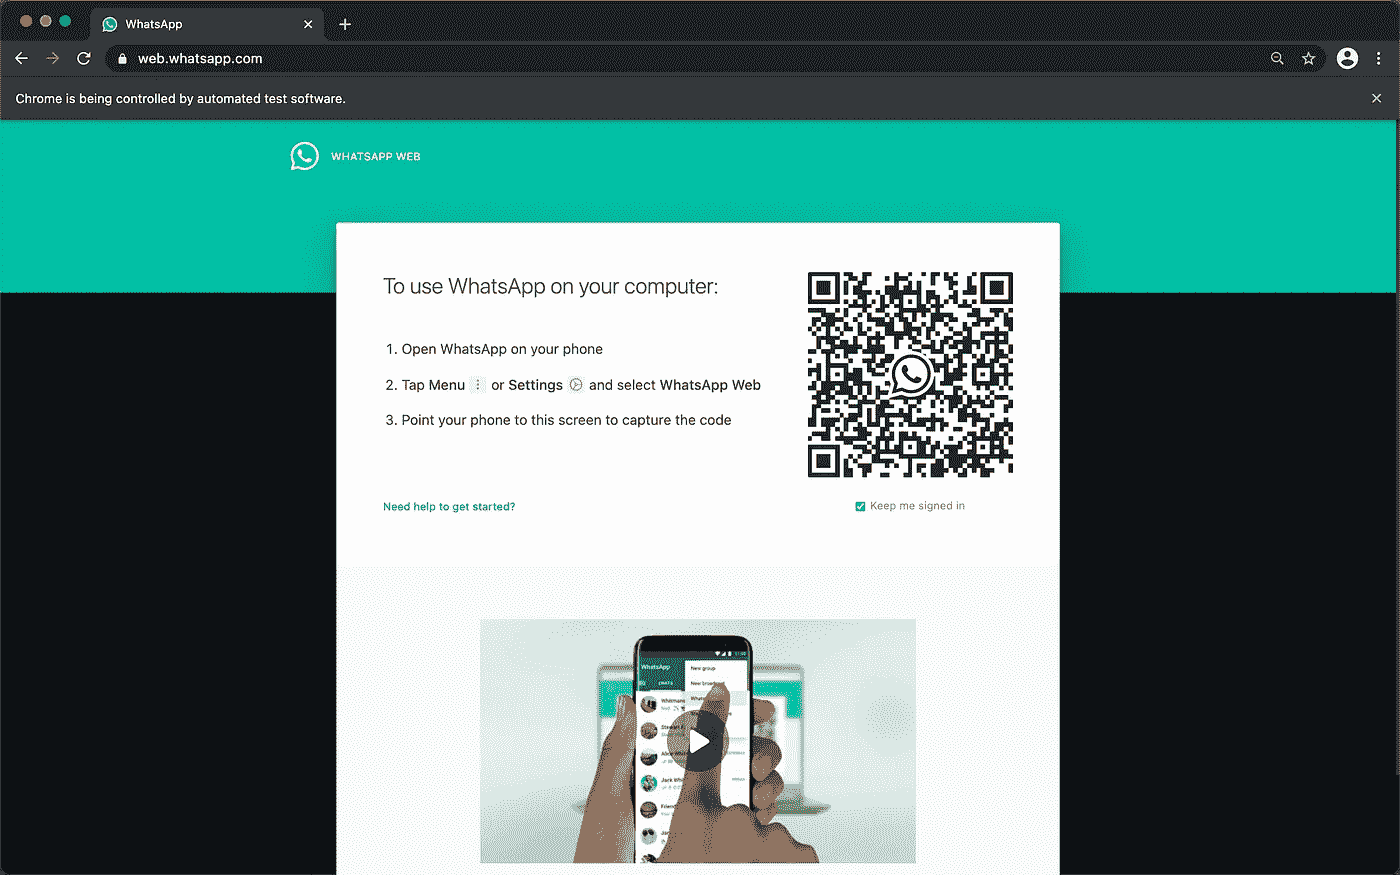 WhatsApp
web.whatsapp.com
Chrome is being controlled by automated test software.
WHATSAPP WEB
To use WhatsApp on your computer:
1. Open WhatsApp on your phone
2. Tap Menu or Settings and select WhatsApp Web
3. Point your phone to this screen to capture the code
Need help to get started?
Keep me signed in
WhatsApp
New group
CHATS